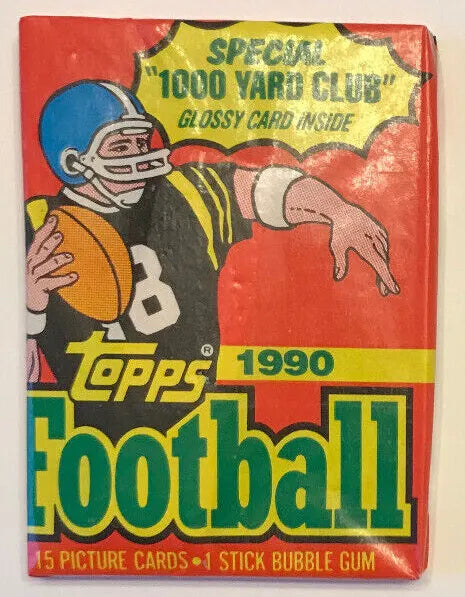 SPECIAL
"1000 YARD CLUB"
GLOSSY CARD INSIDE
8
TOPPS®
1990
Football
15 PICTURE CARDS • 1 STICK BUBBLE GUM